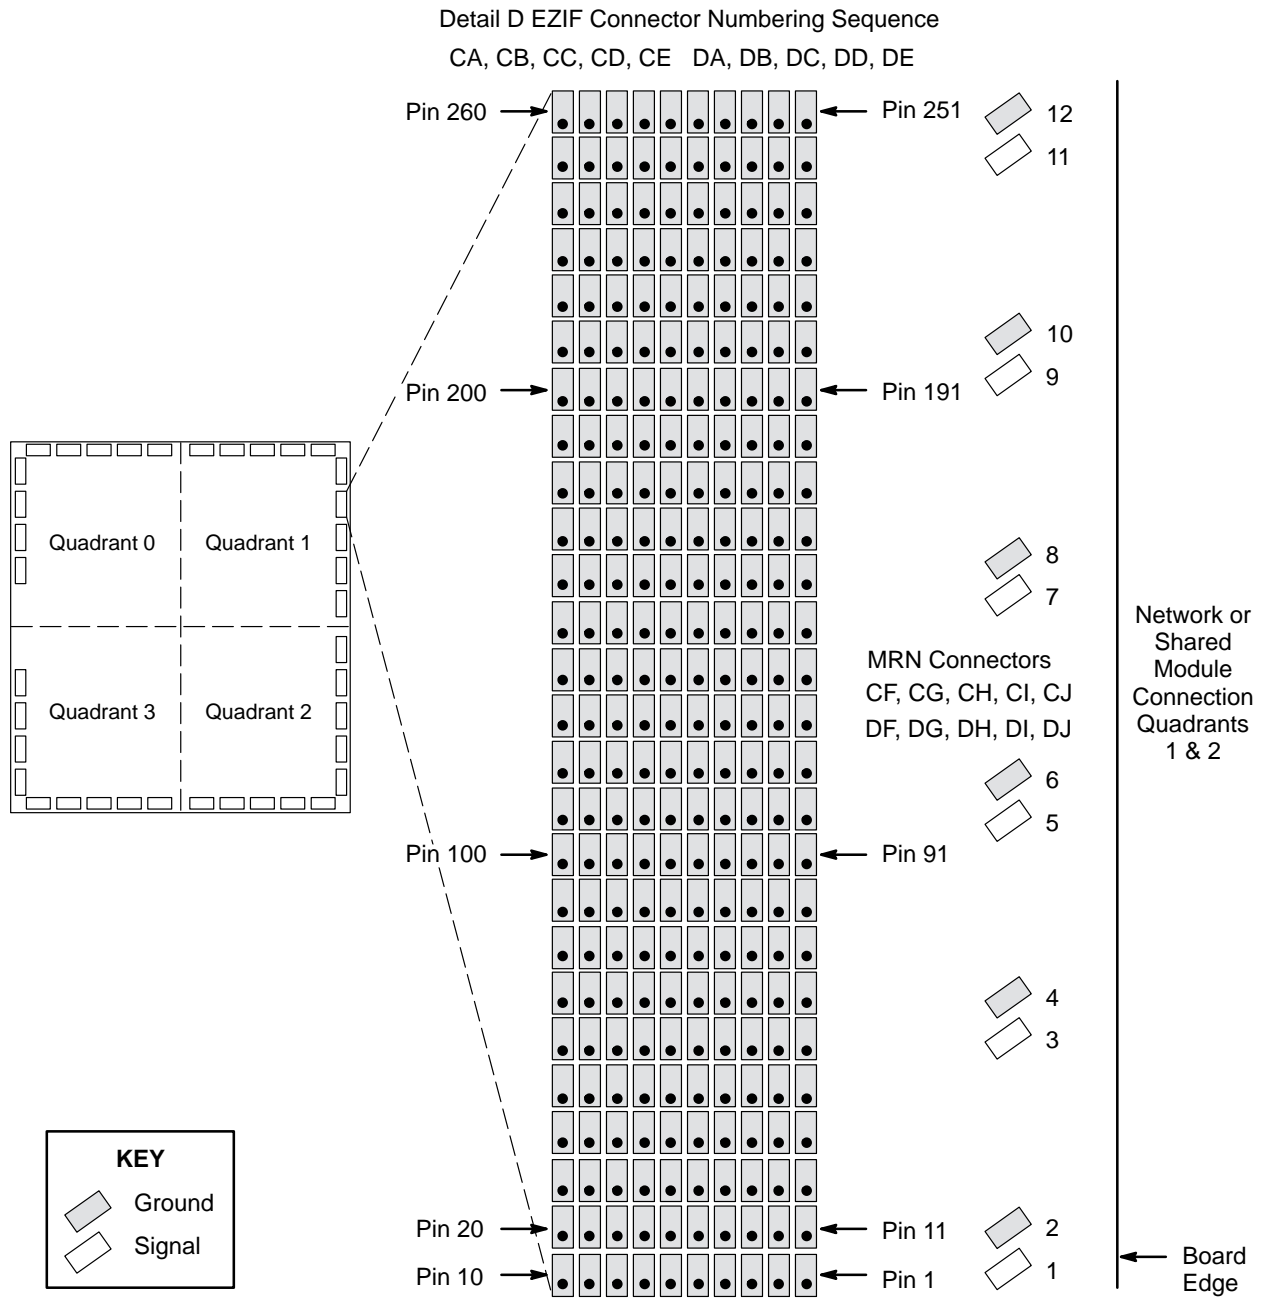 Detail D EZIF Connector Numbering Sequence
CA, CB, CC, CD, CE DA, DB, DC, DD, DE
Pin 260
Pin 251
12
11
10
9
Pin 200
Pin 191
Quadrant 0
Quadrant 1
Quadrant 3
Quadrant 2
8
7
MRN Connectors
CF, CG, CH, CI, CJ
DF, DG, DH, DI, DJ
Network or
Shared
Module
Connection
Quadrants
1 & 2
6
5
Pin 100
Pin 91
4
3
KEY
Ground
Signal
Pin 20
Pin 11
2
Pin 10
Pin 1
1
Board
Edge